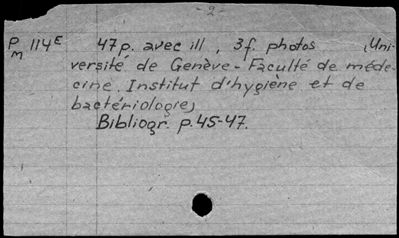 -2-
P 114E 47 p. avec ill, 3 f. photos (Uni-
m versité de Genève - Faculté de méde-
cine. Institut d'hygiène et de
bactériologie)
Bibliogr. p. 45-47.